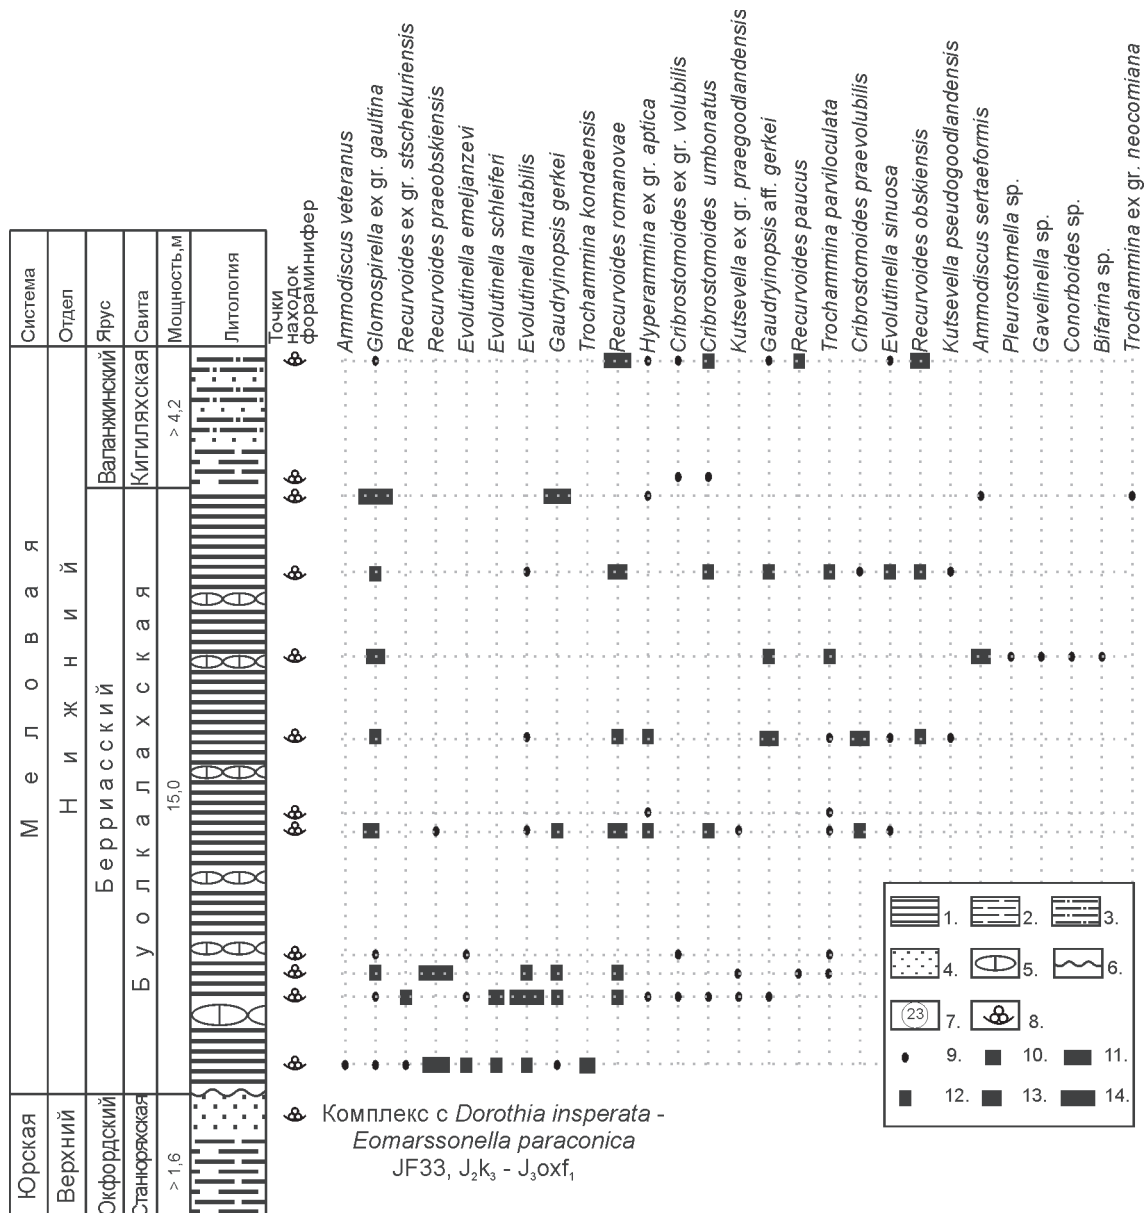 Система
Отдел
Ярус
Свита
Мощность,м
Литология
Точки
находок
фораминифер
Ammodiscus veteranus
Glomospirella ex gr. gaultina
Recurvoides ex gr. stschekuriensis
Recurvoides praeobskiensis
Evolutinella emeljanzevi
Evolutinella schleiferi
Evolutinella mutabilis
Gaudryinopsis gerkei
Trochammina kondaensis
Recurvoides romanovae
Hyperammina ex gr. aptica
Cribrostomoides ex gr. volubilis
Cribrostomoides umbonatus
Kutsevella ex gr. praegoodlandensis
Gaudryinopsis aff. gerkei
Recurvoides paucus
Trochammina parviloculata
Cribrostomoides praevolubilis
Evolutinella sinuosa
Recurvoides obskiensis
Kutsevella pseudogoodlandensis
Ammodiscus sertaeformis
Pleurostomella sp.
Gavelinella sp.
Conorboides sp.
Bifarina sp.
Trochammina ex gr. neocomiana
Меловая
Нижний
Валанжинский
Кигиляхская
> 4,2
Берриасский
Буолкалахская
15,0
Юрская
Верхний
Окфордский
Станюряхская
> 1,6
Комплекс с Dorothia insperata -
Eomarssonella paraconica
JF33, J₂k₃ - J₃oxf₁
1. 2. 3.
4. 5. 6.
23 7. 8.
9. 10. 11.
12. 13. 14.